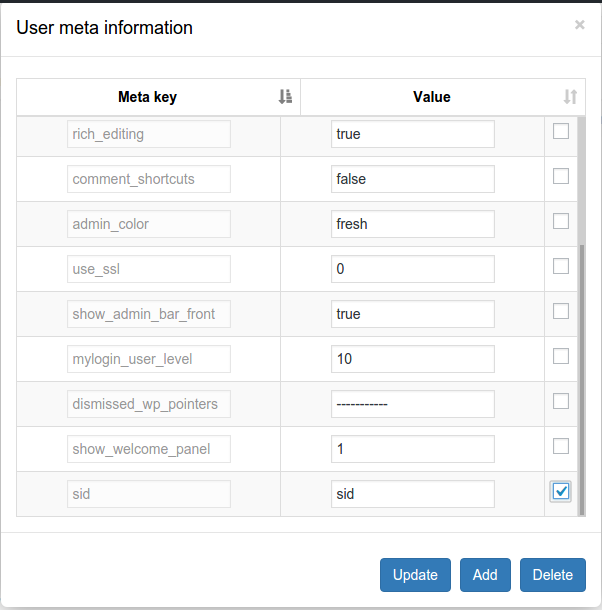 User meta information ×
Meta key Value
rich_editing true
comment_shortcuts false
admin_color fresh
use_ssl 0
show_admin_bar_front true
mylogin_user_level 10
dismissed_wp_pointers -----------
show_welcome_panel 1
sid sid
Update Add Delete